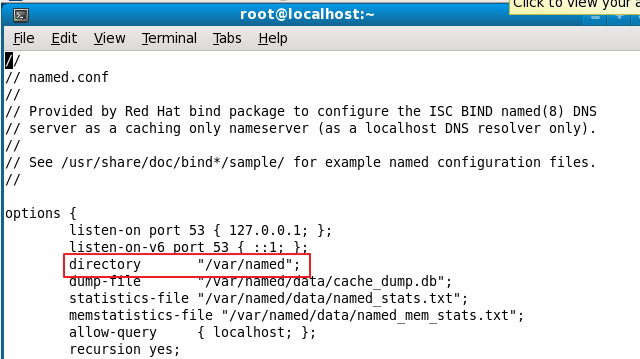 Click to view your a
root@localhost:~
File Edit View Terminal Tabs Help
//
// named.conf
//
// Provided by Red Hat bind package to configure the ISC BIND named(8) DNS
// server as a caching only nameserver (as a localhost DNS resolver only).
//
// See /usr/share/doc/bind*/sample/ for example named configuration files.
//
options {
        listen-on port 53 { 127.0.0.1; };
        listen-on-v6 port 53 { ::1; };
        directory       "/var/named";
        dump-file       "/var/named/data/cache_dump.db";
        statistics-file "/var/named/data/named_stats.txt";
        memstatistics-file "/var/named/data/named_mem_stats.txt";
        allow-query     { localhost; };
        recursion yes;